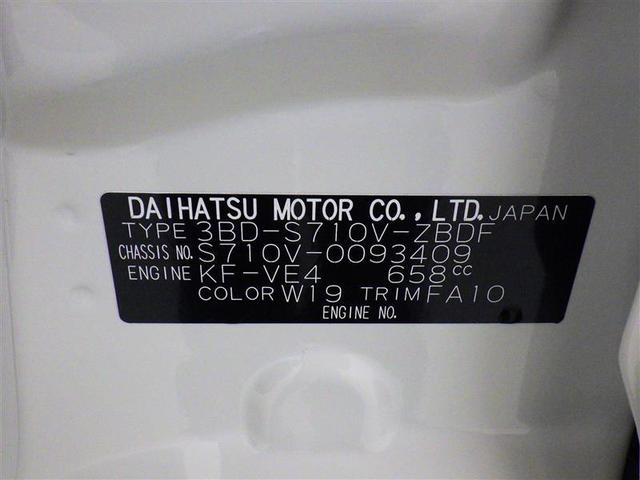 DAIHATSU MOTOR CO., LTD. JAPAN
TYPE 3BD-S710V-ZBDF
CHASSIS NO. S710V-0093409
ENGINE KF-VE4 658cc
COLOR W19 TRIM FA10
ENGINE NO.